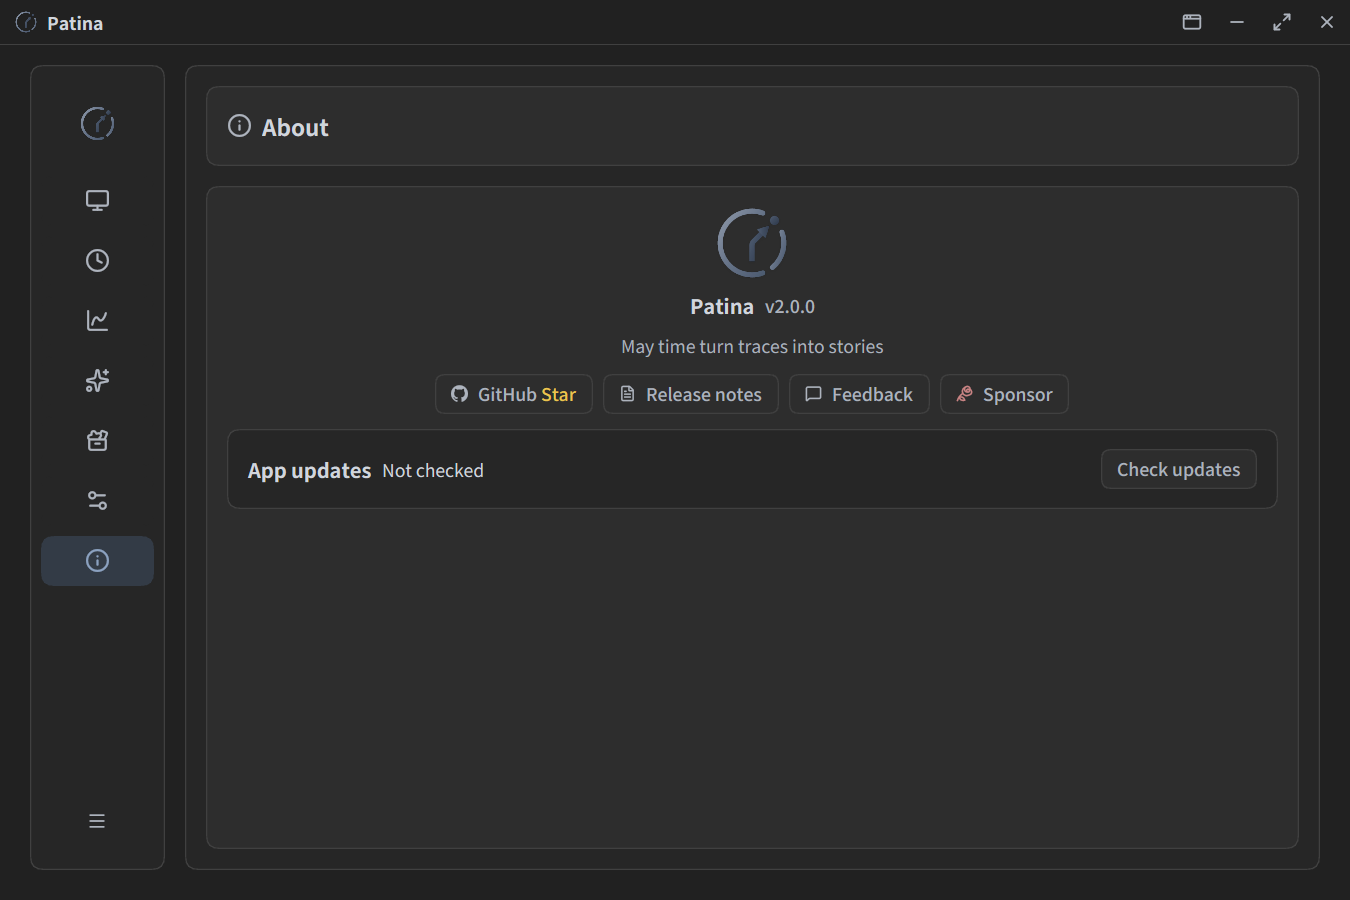 Patina
About
Patina v2.0.0
May time turn traces into stories
GitHub Star Release notes Feedback Sponsor
App updates Not checked Check updates